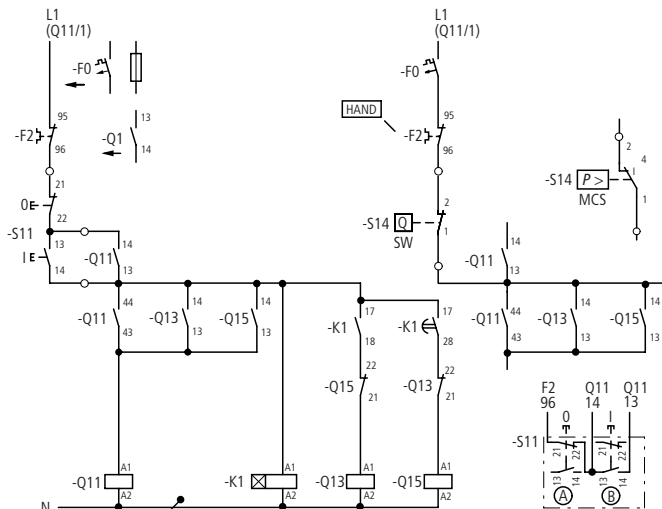 L1
(Q11/1)
L1
(Q11/1)
-F0
-F0
13
95
HAND
95
-F2
-Q1
-F2
96
14
96
2
4
21
-S14 P > I
MCS
1
0 E
22
2
-S14 Q
SW
1
-S11
13
14
14
I E
-Q11
-Q11
14
13
13
44
14
14
17
17
44
14
14
-Q11
-Q13
-Q15
-K1
-K1
-Q11
-Q13
-Q15
43
13
13
18
28
43
13
13
22
22
-Q15
-Q13
21
21
F2
Q11
Q11
96
14
13
0
I
-S11
21
22
21
22
13
14
13
14
A
B
A1
A1
A1
A1
-Q11
-K1
-Q13
-Q15
A2
A2
A2
A2
N